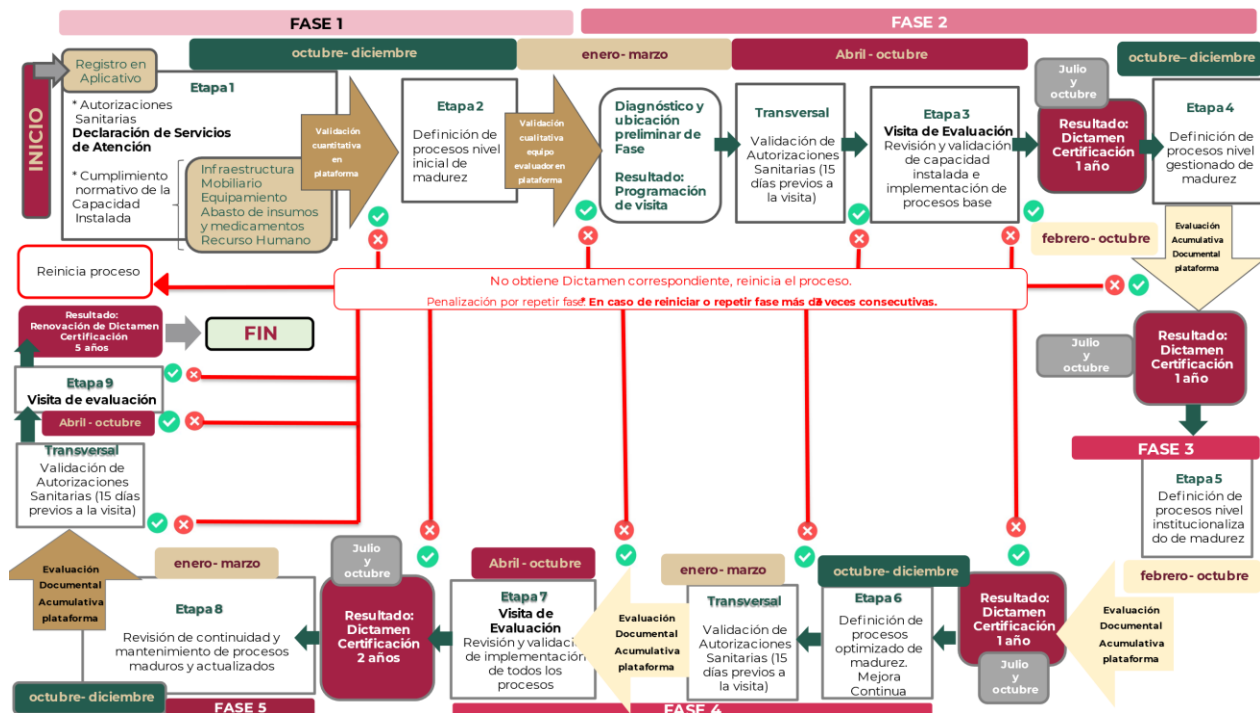 FASE 1
FASE 2
octubre- diciembre
enero- marzo
Abril - octubre
octubre– diciembre
INICIO
Registro en
Aplicativo
Etapa 1
* Autorizaciones
Sanitarias
Declaración de Servicios
de Atención
* Cumplimiento
normativo de la
Capacidad
Instalada
Infraestructura
Mobiliario
Equipamiento
Abasto de insumos
y medicamentos
Recurso Humano
Validación
cuantitativa
en
plataforma
Etapa 2
Definición de
procesos nivel
inicial de
madurez
Validación
cualitativa
equipo
evaluador en
plataforma
Diagnóstico y
ubicación
preliminar de
Fase
Resultado:
Programación
de visita
Transversal
Validación de
Autorizaciones
Sanitarias (15
días previos a
la visita)
Etapa 3
Visita de Evaluación
Revisión y validación
de capacidad
instalada e
implementación de
procesos base
Julio
y
octubre
Resultado:
Dictamen
Certificación
1 año
Etapa 4
Definición de
procesos nivel
gestionado de
madurez
febrero- octubre
Evaluación
Acumulativa
Documental
plataforma
Reinicia proceso
No obtiene Dictamen correspondiente, reinicia el proceso.
Penalización por repetir fase* En caso de reiniciar o repetir fase más de veces consecutivas.
Resultado:
Renovación de Dictamen
Certificación
5 años
FIN
Julio
y
octubre
Resultado:
Dictamen
Certificación
1 año
Etapa 9
Visita de evaluación
Abril - octubre
Transversal
Validación de
Autorizaciones
Sanitarias (15 días
previos a la visita)
FASE 3
Etapa 5
Definición de
procesos nivel
institucionaliza
do de madurez
febrero- octubre
Evaluación
Documental
Acumulativa
plataforma
Resultado:
Dictamen
Certificación
1 año
Julio
y
octubre
octubre- diciembre
Etapa 6
Definición de
procesos
optimizado de
madurez.
Mejora
Continua
enero- marzo
Transversal
Validación de
Autorizaciones
Sanitarias (15 días
previos a la visita)
Evaluación
Documental
Acumulativa
plataforma
Abril - octubre
Etapa 7
Visita de
Evaluación
Revisión y validación
de implementación
de todos los
procesos
FASE 4
Julio
y
octubre
Resultado:
Dictamen
Certificación
2 años
enero- marzo
Etapa 8
Revisión de continuidad y
mantenimiento de procesos
maduros y actualizados
FASE 5
octubre- diciembre
Evaluación
Documental
Acumulativa
plataforma